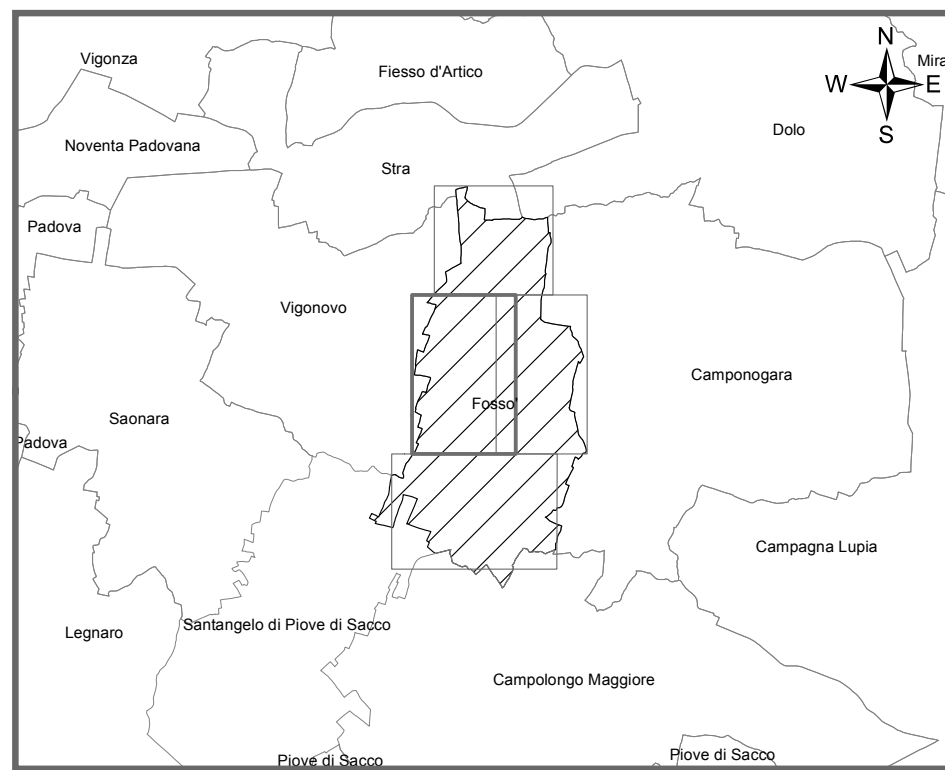 N
Mira
Vigonza
Fiesso d'Artico
W E
S
Dolo
Noventa Padovana
Stra
Padova
Vigonovo
Camponogara
Fosso'
Saonara
Padova
Campagna Lupia
Santangelo di Piove di Sacco
Legnaro
Campolongo Maggiore
Piove di Sacco
Piove di Sacco